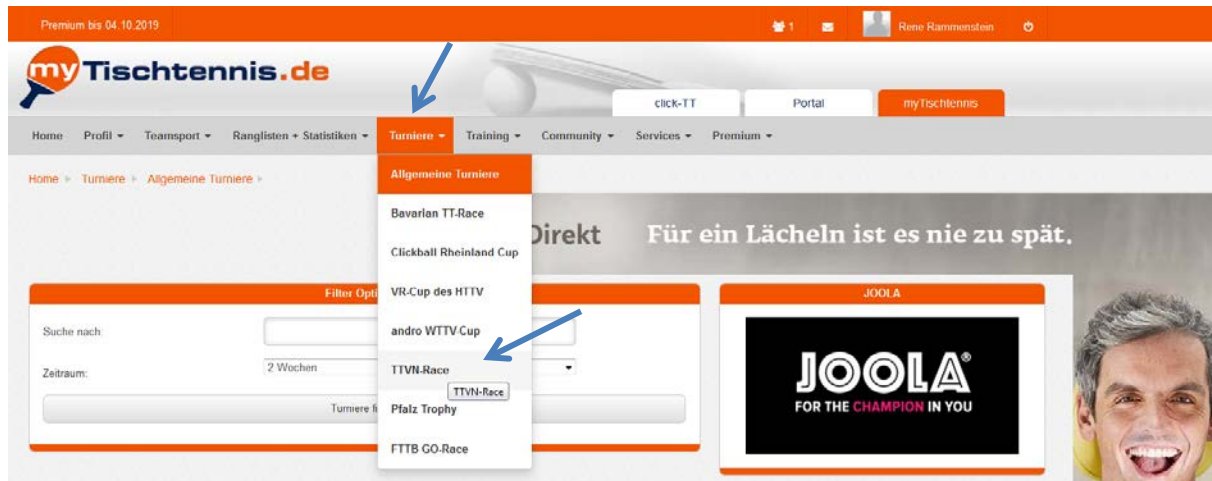 Premium bis 04.10.2019
1
Rene Rammenstein
myTischtennis.de
click-TT
Portal
myTischtennis
Home Profil Teamsport Ranglisten + Statistiken Turniere Training Community Services Premium
Home Turniere Allgemeine Turniere
Allgemeine Turniere
Bavarian TT-Race
Clickball Rheinland Cup
VR-Cup des HTTV
andro WTTV-Cup
TTVN-Race
TTVN-Race
Pfalz Trophy
FTTB GO-Race
Direkt Für ein Lächeln ist es nie zu spät.
Filter Opti
Suche nach:
Zeitraum:
2 Wochen
Turniere fi
JOOLA
JOOLA®
FOR THE CHAMPION IN YOU